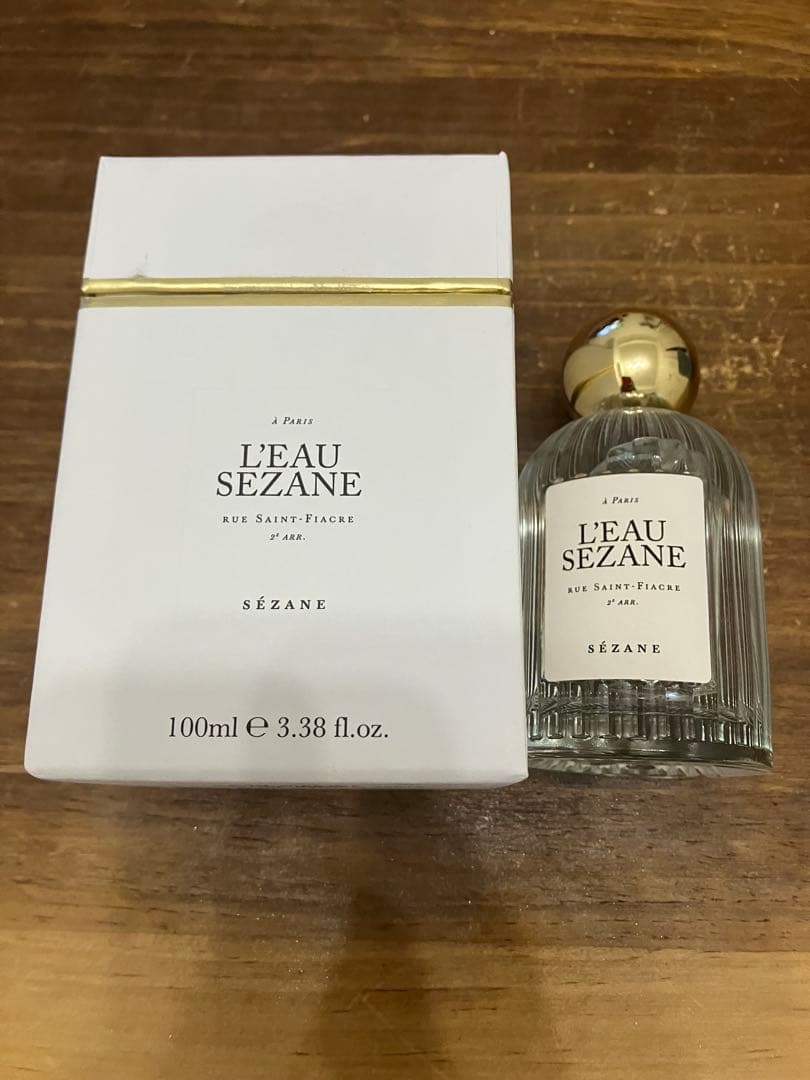 À PARIS
L'EAU
SEZANE
RUE SAINT-FIACRE
2E ARR.
SÉZANE
100ml ℮ 3.38 fl.oz.
À PARIS
L'EAU
SEZANE
RUE SAINT-FIACRE
2E ARR.
SÉZANE